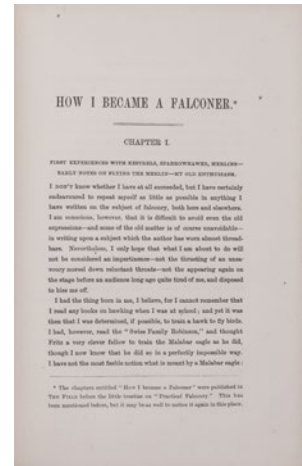 HOW I BECAME A FALCONER.*
CHAPTER I.
FIRST EXPERIENCES WITH KESTRELS, SPARROWHAWKS, MERLINS—
EARLY NOTES ON FLYING THE MERLIN—MY OLD ENTHUSIASM.
I DON'T know whether I have at all succeeded, but I have certainly
endeavoured to repeat myself as little as possible in anything I
have written on the subject of falconry, both here and elsewhere.
I am conscious, however, that it is difficult to avoid even the old
expressions—and some of the old matter is of course unavoidable—
in writing upon a subject which the author has worn almost thread-
bare. Nevertheless, I only hope that what I am about to do will
not be considered an impertinence—not the thrusting of an unsa-
voury morsel down reluctant throats—not the appearing again on
the stage before an audience long ago quite tired of me, and disposed
to hiss me off.
I had the thing born in me, I believe, for I cannot remember that
I read any books on hawking when I was at school; and yet it was
then that I was determined, if possible, to train a hawk to fly birds.
I had, however, read the "Swiss Family Robinson," and thought
Fritz a very clever fellow to train the Malabar eagle as he did,
though I now know that he did so in a perfectly impossible way.
I have not the most feeble notion what is meant by a Malabar eagle.
* The chapters entitled "How I became a Falconer" were published in
THE FIELD before the little treatise on "Practical Falconry." This has
been mentioned before, but it may be as well to notice it again in this place.